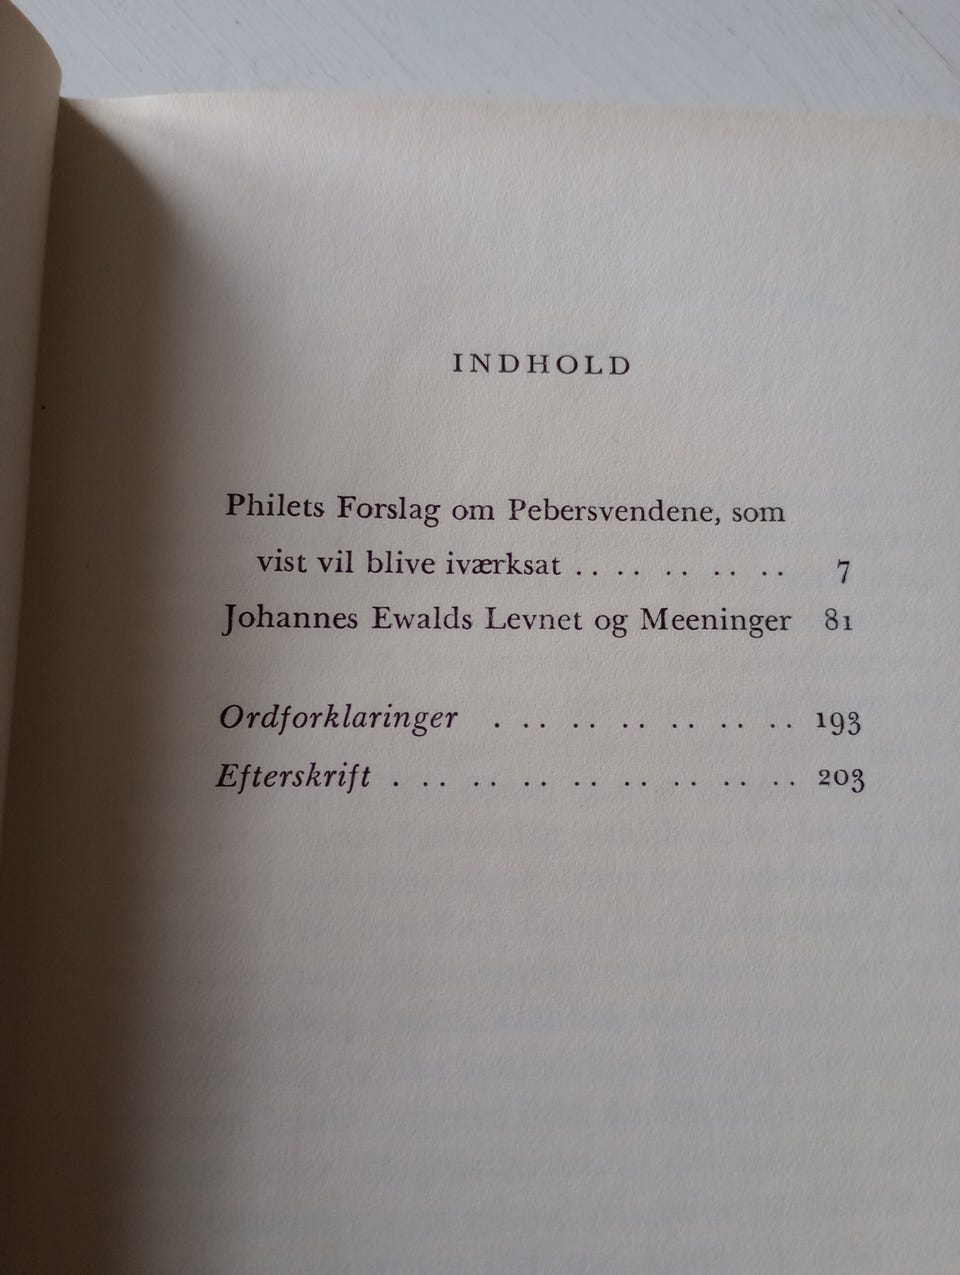 INDHOLD
Philets Forslag om Pebersvendene, som
vist vil blive iværksat . . . . . . . . . . 7
Johannes Ewalds Levnet og Meeninger 81
Ordforklaringer . . . . . . . . . . . . . 193
Efterskrift . . . . . . . . . . . . . . . . . 203